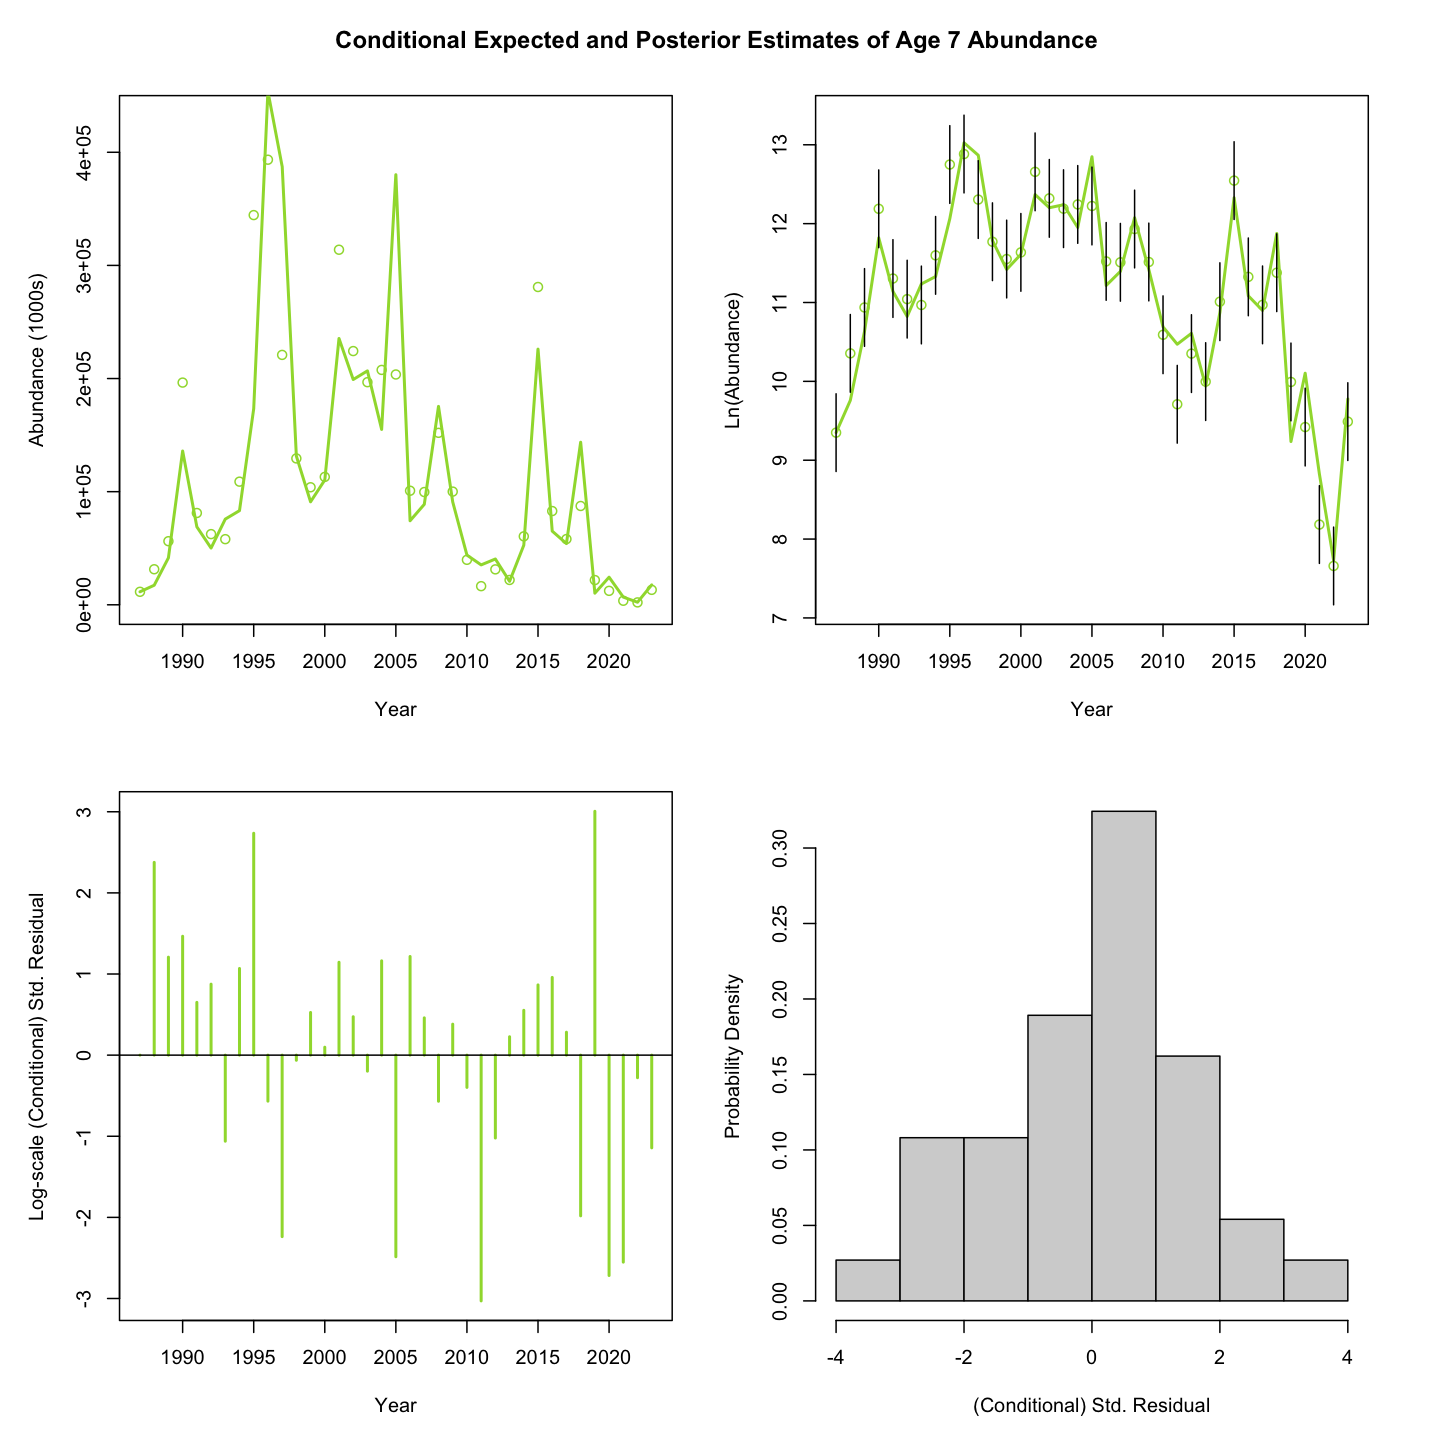 Conditional Expected and Posterior Estimates of Age 7 Abundance
Abundance (1000s)
4e+05
3e+05
2e+05
1e+05
0e+00
1990 1995 2000 2005 2010 2015 2020
Year
Ln(Abundance)
13
12
11
10
9
8
7
1990 1995 2000 2005 2010 2015 2020
Year
Log-scale (Conditional) Std. Residual
3
2
1
0
-1
-2
-3
1990 1995 2000 2005 2010 2015 2020
Year
Probability Density
0.30
0.25
0.20
0.15
0.10
0.05
0.00
-4 -2 0 2 4
(Conditional) Std. Residual